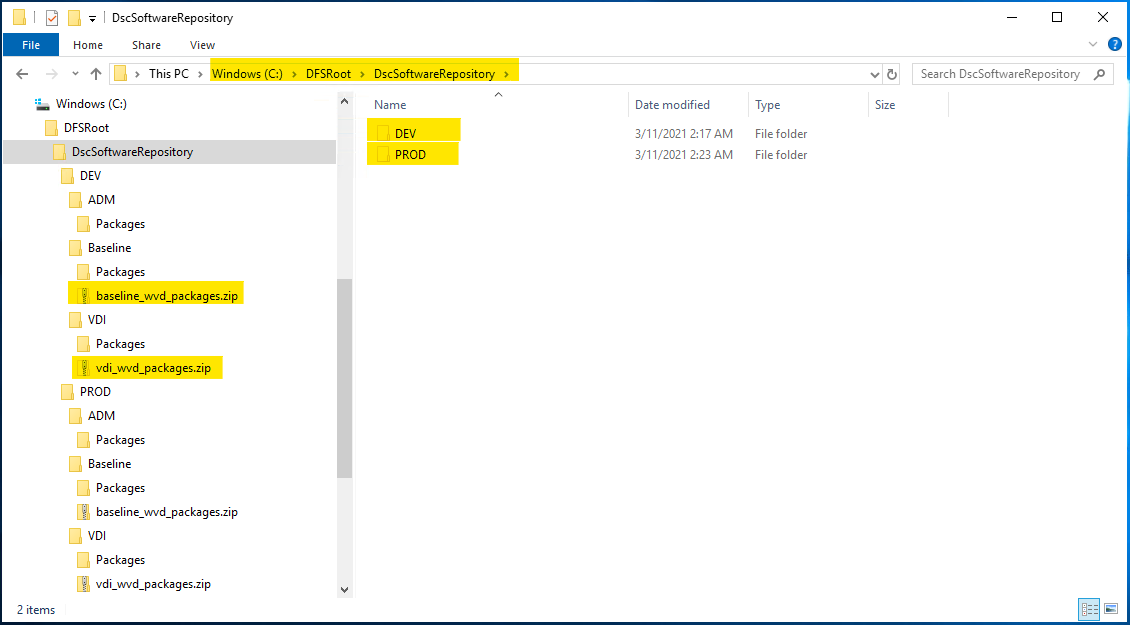 DscSoftwareRepository
File Home Share View
This PC Windows (C:) DFSRoot DscSoftwareRepository Search DscSoftwareRepository
Windows (C:)
DFSRoot
DscSoftwareRepository
DEV
ADM
Packages
Baseline
Packages
baseline_wvd_packages.zip
VDI
Packages
vdi_wvd_packages.zip
PROD
ADM
Packages
Baseline
Packages
baseline_wvd_packages.zip
VDI
Packages
vdi_wvd_packages.zip
Name Date modified Type Size
DEV 3/11/2021 2:17 AM File folder
PROD 3/11/2021 2:23 AM File folder
2 items